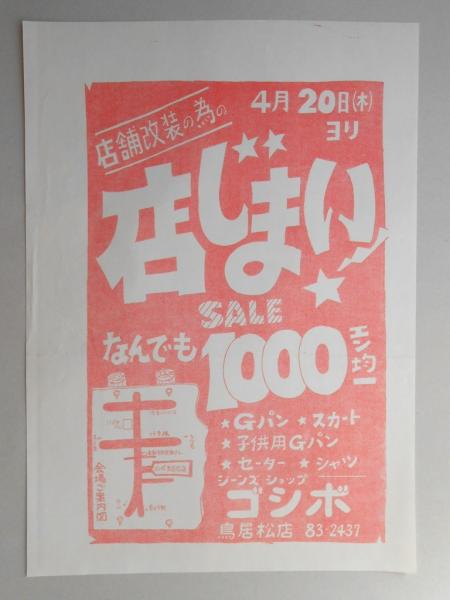 店舗改装の為の
4月20日(木)
ヨリ
店じまい
SALE
なんでも
1000
エン均一
★Gパン ★スカート
★子供用Gパン
★セーター ★シャツ
ジーンズショップ
ゴシボ
鳥居松店 83-2437
会場ご案内図